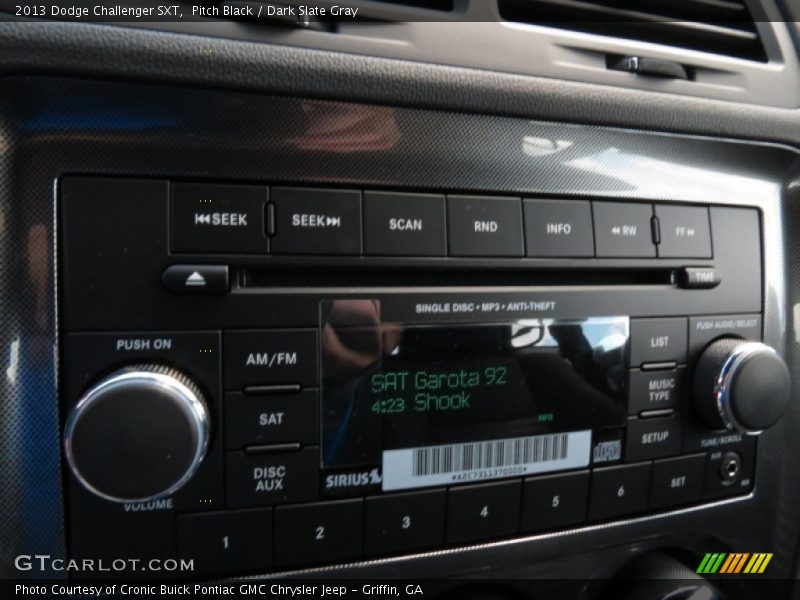 2013 Dodge Challenger SXT, Pitch Black / Dark Slate Gray
SEEK SEEK SCAN RND INFO RW FF
TIME
SINGLE DISC • MP3 • ANTI-THEFT
PUSH ON
PUSH AUDIO/SELECT
AM/FM
LIST
SAT Garota 92
4:23 Shook
MUSIC
TYPE
SAT
INFO
SETUP
TUNE/SCROLL
DISC
AUX
SIRIUS
*A2C7311370000*
AUX
VOLUME
1 2 3 4 5 6 SET
GTCARLOT.COM
Photo Courtesy of Cronic Buick Pontiac GMC Chrysler Jeep - Griffin, GA